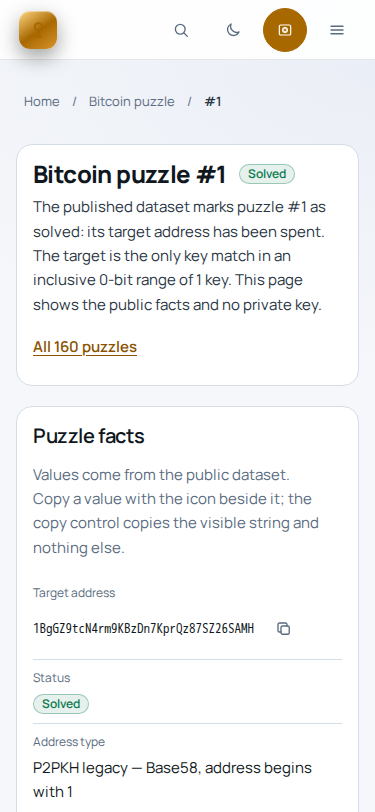 Home / Bitcoin puzzle / #1
Bitcoin puzzle #1 Solved
The published dataset marks puzzle #1 as
solved: its target address has been spent.
The target is the only key match in an
inclusive 0-bit range of 1 key. This page
shows the public facts and no private key.
All 160 puzzles
Puzzle facts
Values come from the public dataset.
Copy a value with the icon beside it; the
copy control copies the visible string and
nothing else.
Target address
1BgGZ9tcN4rm9KBzDn7KprQz87SZ26SAMH
Status
Solved
Address type
P2PKH legacy — Base58, address begins
with 1